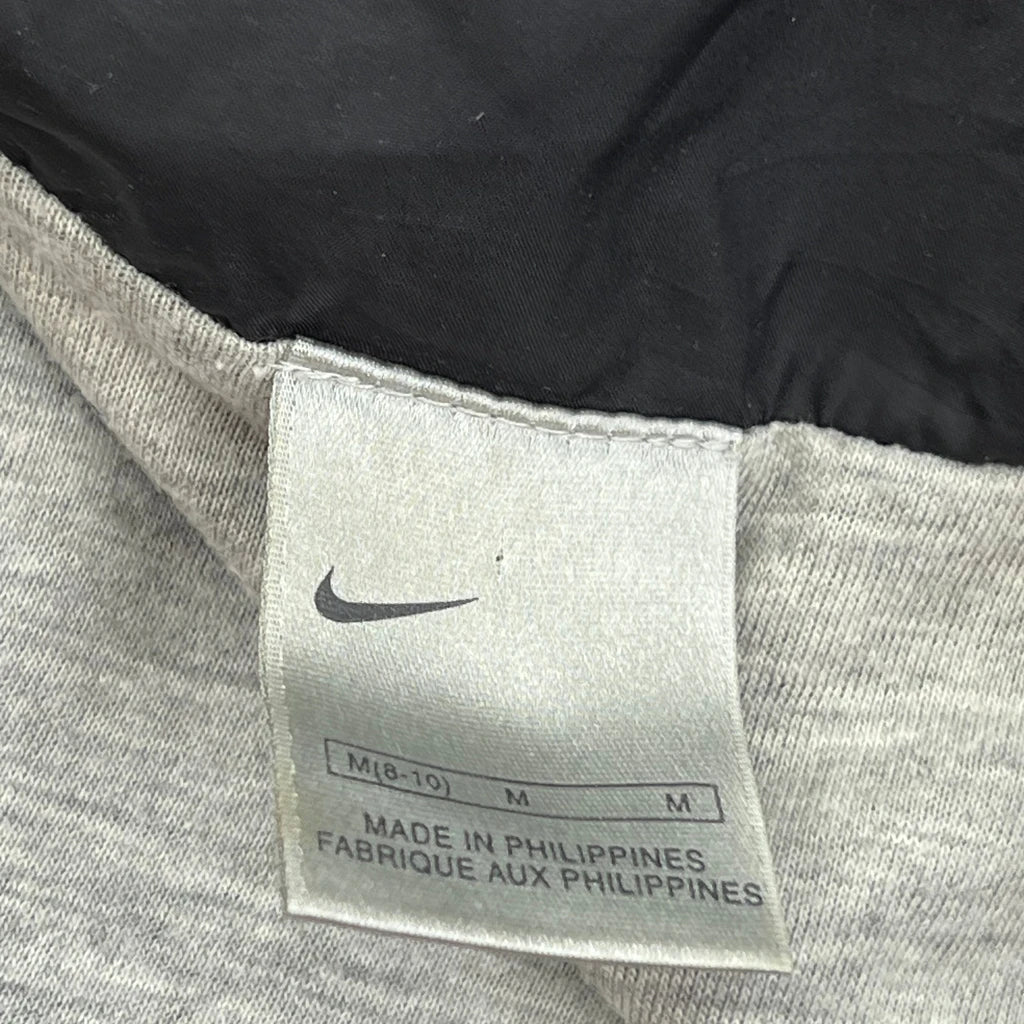 M(8-10) M M
MADE IN PHILIPPINES
FABRIQUE AUX PHILIPPINES